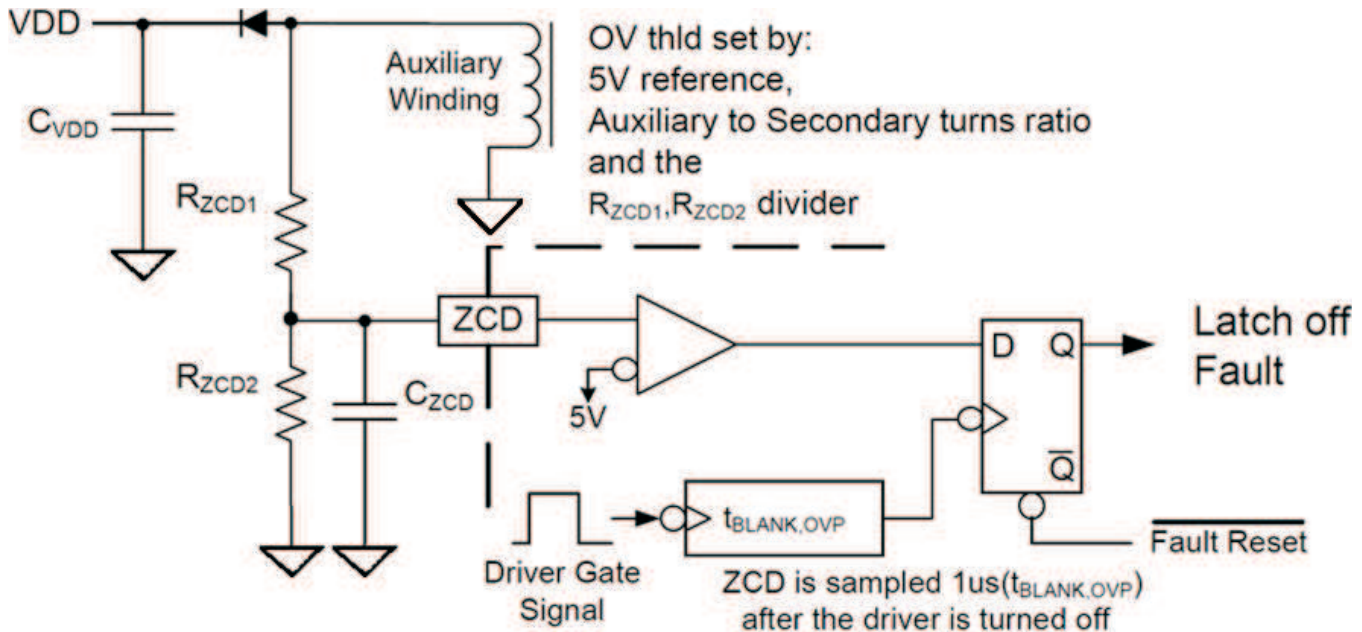 VDD
Auxiliary
Winding
OV thld set by:
5V reference,
Auxiliary to Secondary turns ratio
and the
RZCD1,RZCD2 divider
CVDD
RZCD1
ZCD
RZCD2
CZCD
5V
D Q
Q̅
Latch off
Fault
tBLANK,OVP
Driver Gate
Signal
Fault Reset
ZCD is sampled 1us(tBLANK,OVP)
after the driver is turned off